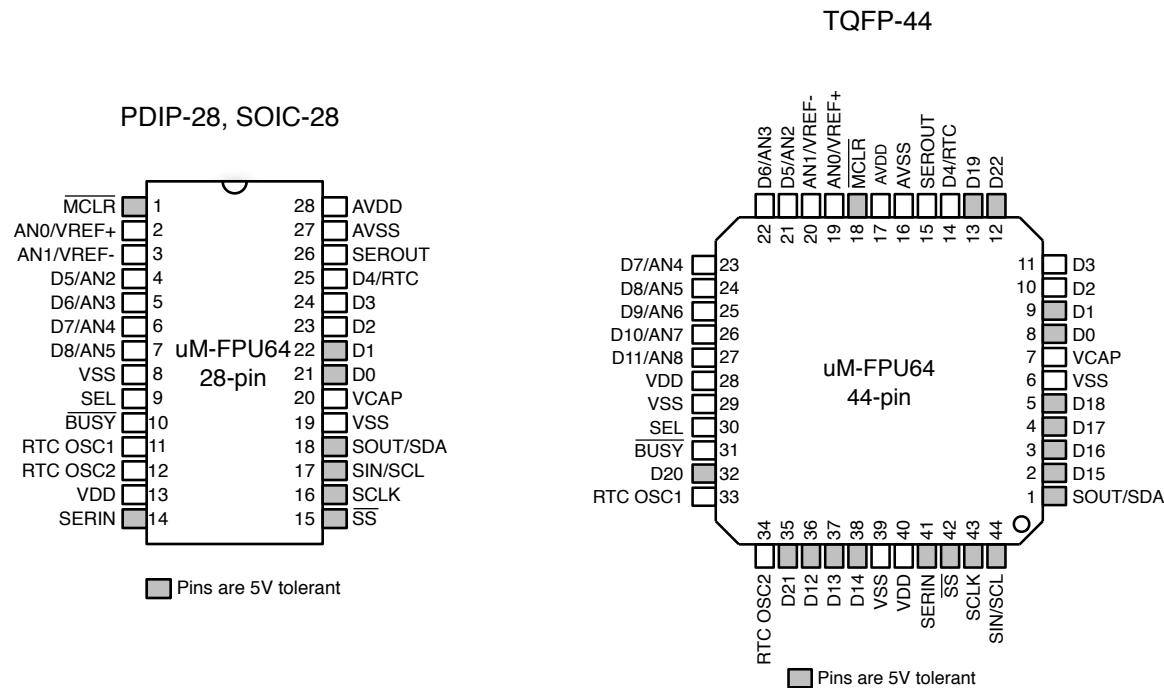 TQFP-44
PDIP-28, SOIC-28
MCLR 1 28 AVDD
AN0/VREF+ 2 27 AVSS
AN1/VREF- 3 26 SEROUT
D5/AN2 4 25 D4/RTC
D6/AN3 5 24 D3
D7/AN4 6 23 D2
D8/AN5 7 22 D1
VSS 8 21 D0
SEL 9 20 VCAP
BUSY 10 19 VSS
RTC OSC1 11 18 SOUT/SDA
RTC OSC2 12 17 SIN/SCL
VDD 13 16 SCLK
SERIN 14 15 SS
uM-FPU64
28-pin
Pins are 5V tolerant
D6/AN3 22
D5/AN2 21
AN1/VREF- 20
AN0/VREF+ 19
MCLR 18
AVDD 17
AVSS 16
SEROUT 15
D4/RTC 14
D19 13
D22 12
D7/AN4 23 11 D3
D8/AN5 24 10 D2
D9/AN6 25 9 D1
D10/AN7 26 8 D0
D11/AN8 27 7 VCAP
VDD 28 6 VSS
VSS 29 5 D18
SEL 30 4 D17
BUSY 31 3 D16
D20 32 2 D15
RTC OSC1 33 1 SOUT/SDA
uM-FPU64
44-pin
34 RTC OSC2
35 D21
36 D12
37 D13
38 D14
39 VSS
40 VDD
41 SERIN
42 SS
43 SCLK
44 SIN/SCL
Pins are 5V tolerant